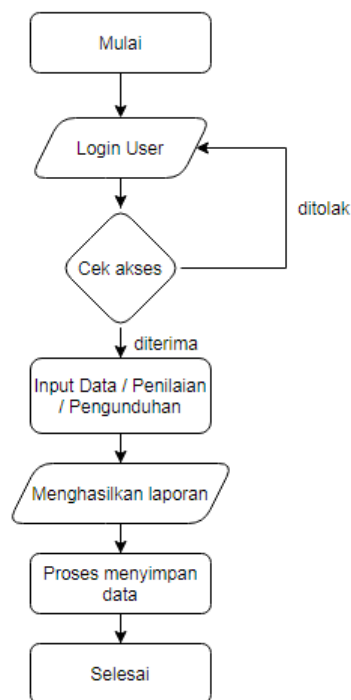 Mulai
Login User
ditolak
Cek akses
diterima
Input Data / Penilaian
/ Pengunduhan
Menghasilkan laporan
Proses menyimpan
data
Selesai